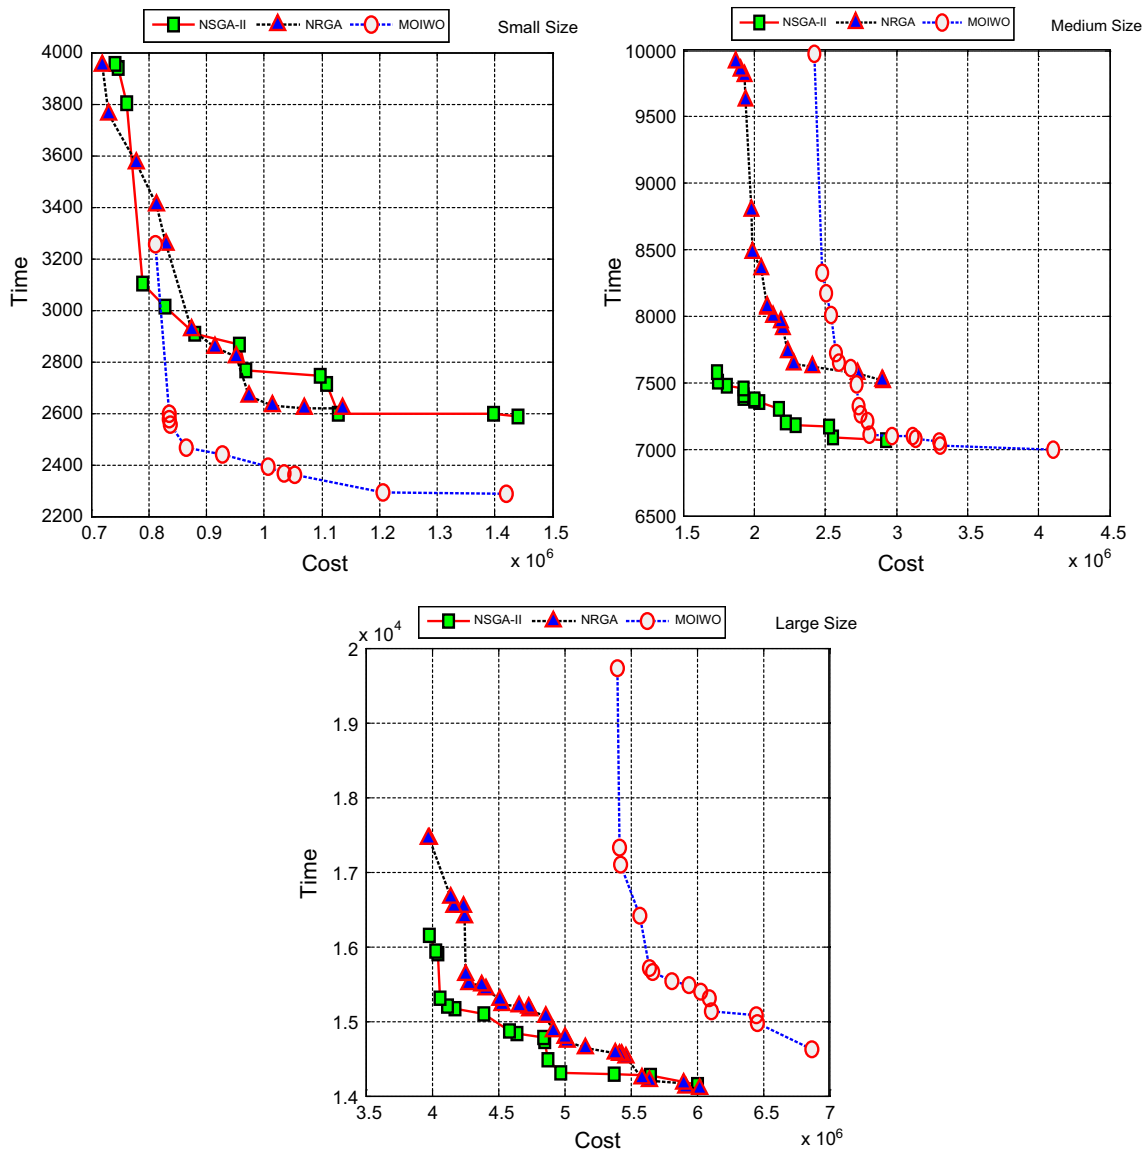 NSGA-II NRGA MOIWO
Small Size
4000
3800
3600
3400
3200
3000
2800
2600
2400
2200
Time
0.7 0.8 0.9 1 1.1 1.2 1.3 1.4 1.5
Cost
x 10^6
NSGA-II NRGA MOIWO
Medium Size
10000
9500
9000
8500
8000
7500
7000
6500
Time
1.5 2 2.5 3 3.5 4 4.5
Cost
x 10^6
NSGA-II NRGA MOIWO
Large Size
x 10^4
2
1.9
1.8
1.7
1.6
1.5
1.4
Time
3.5 4 4.5 5 5.5 6 6.5 7
Cost
x 10^6